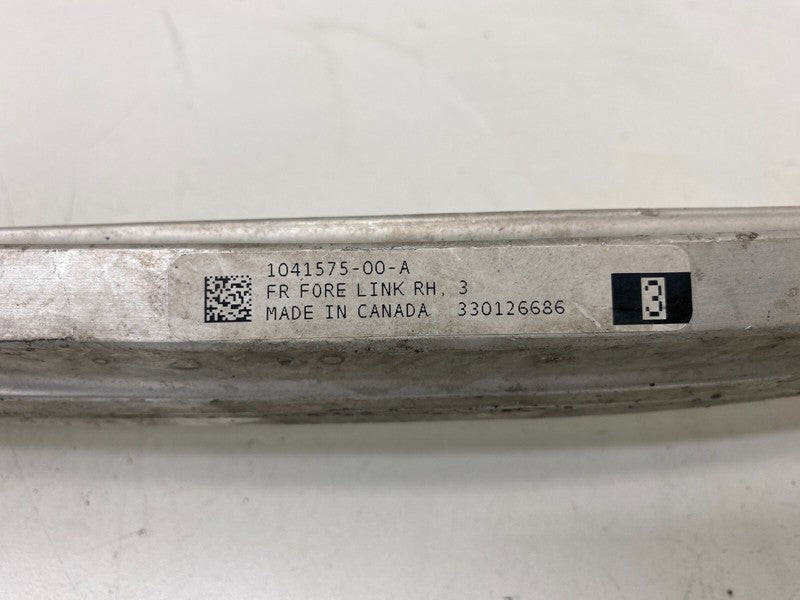 1041575-00-A
FR FORE LINK RH, 3
MADE IN CANADA 330126686
3